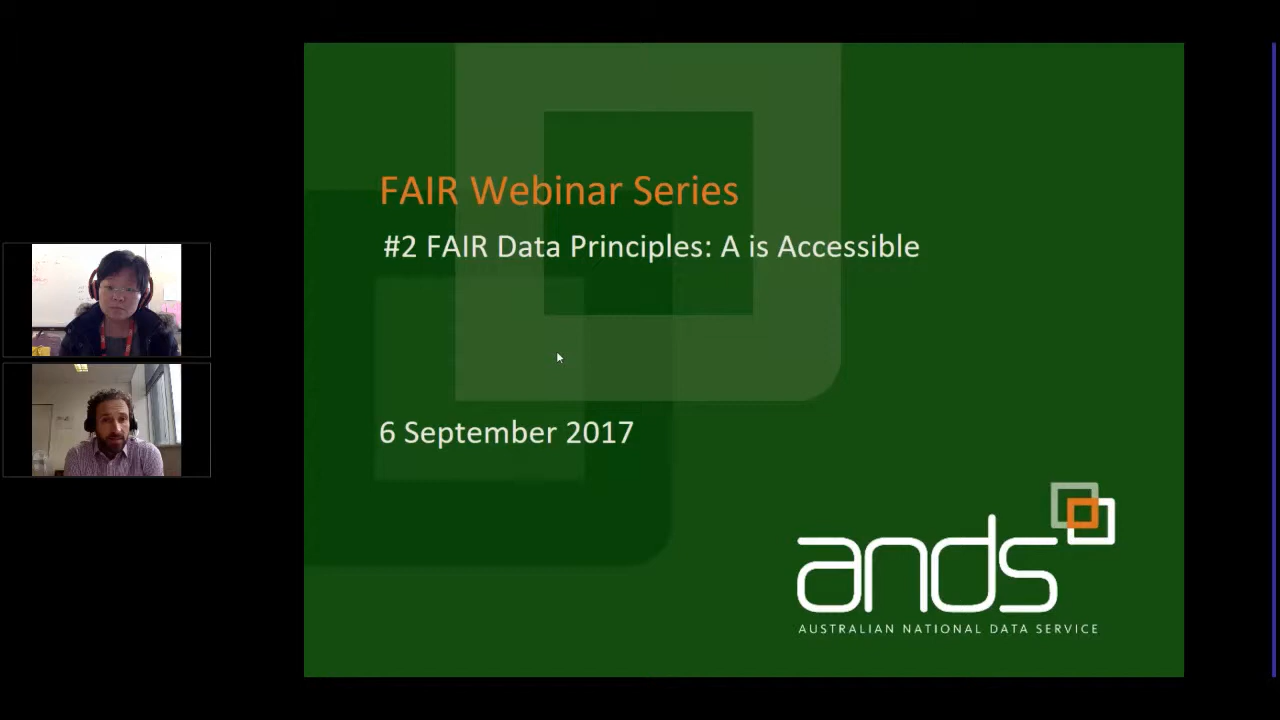 FAIR Webinar Series
#2 FAIR Data Principles: A is Accessible
6 September 2017
ands
AUSTRALIAN NATIONAL DATA SERVICE